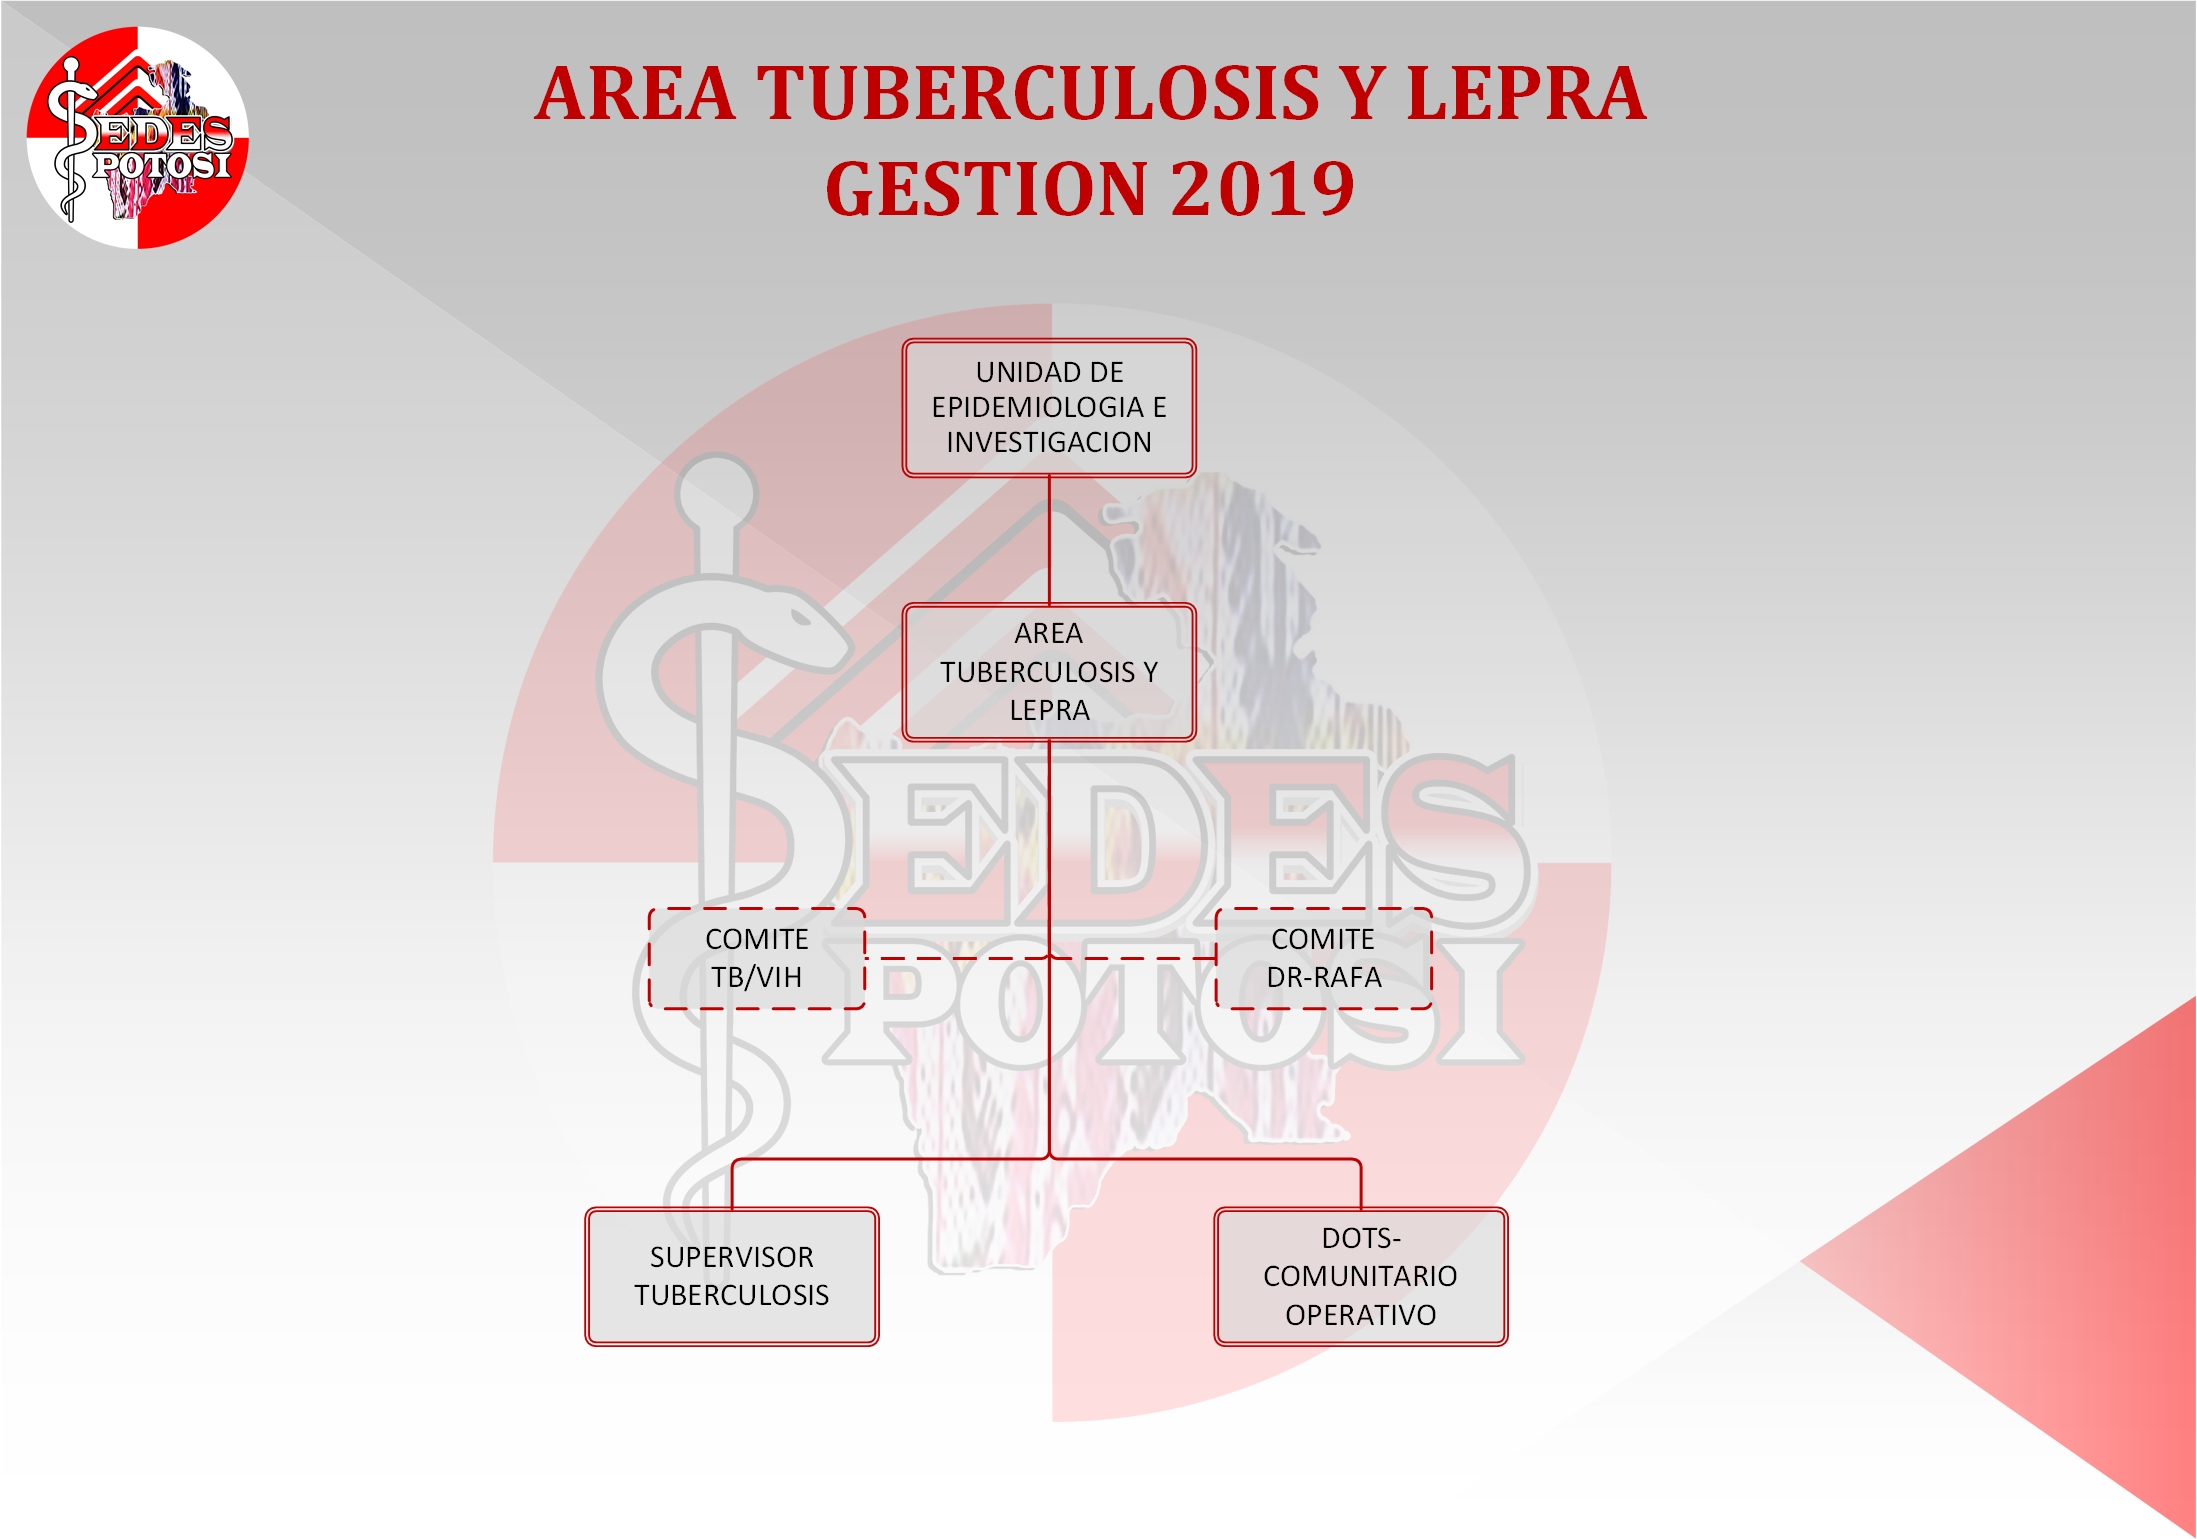 AREA TUBERCULOSIS Y LEPRA
GESTION 2019
SEDES
POTOSI
UNIDAD DE
EPIDEMIOLOGIA E
INVESTIGACION
AREA
TUBERCULOSIS Y
LEPRA
SEDES
POTOSI
COMITE
TB/VIH
COMITE
DR-RAFA
SUPERVISOR
TUBERCULOSIS
DOTS-
COMUNITARIO
OPERATIVO